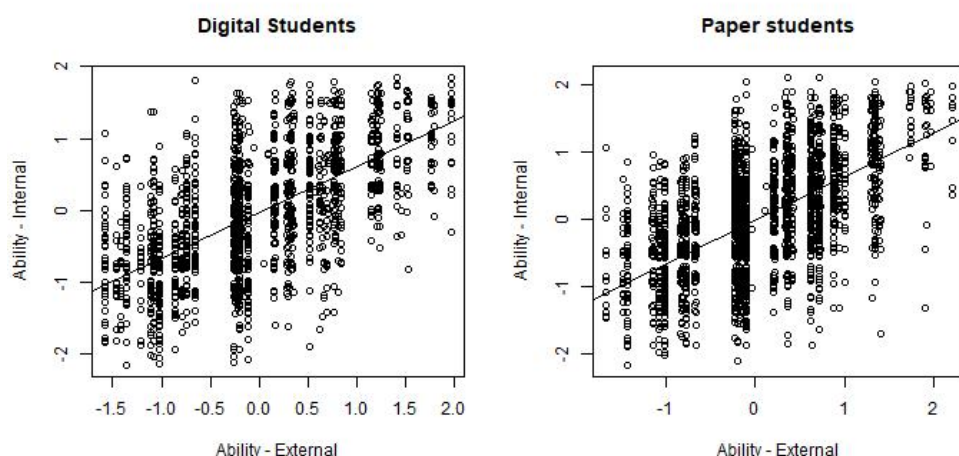 Digital Students
Ability - Internal
2
1
0
-1
-2
-1.5 -1.0 -0.5 0.0 0.5 1.0 1.5 2.0
Ability - External
Paper students
Ability - Internal
2
1
0
-1
-2
-1 0 1 2
Ability - External